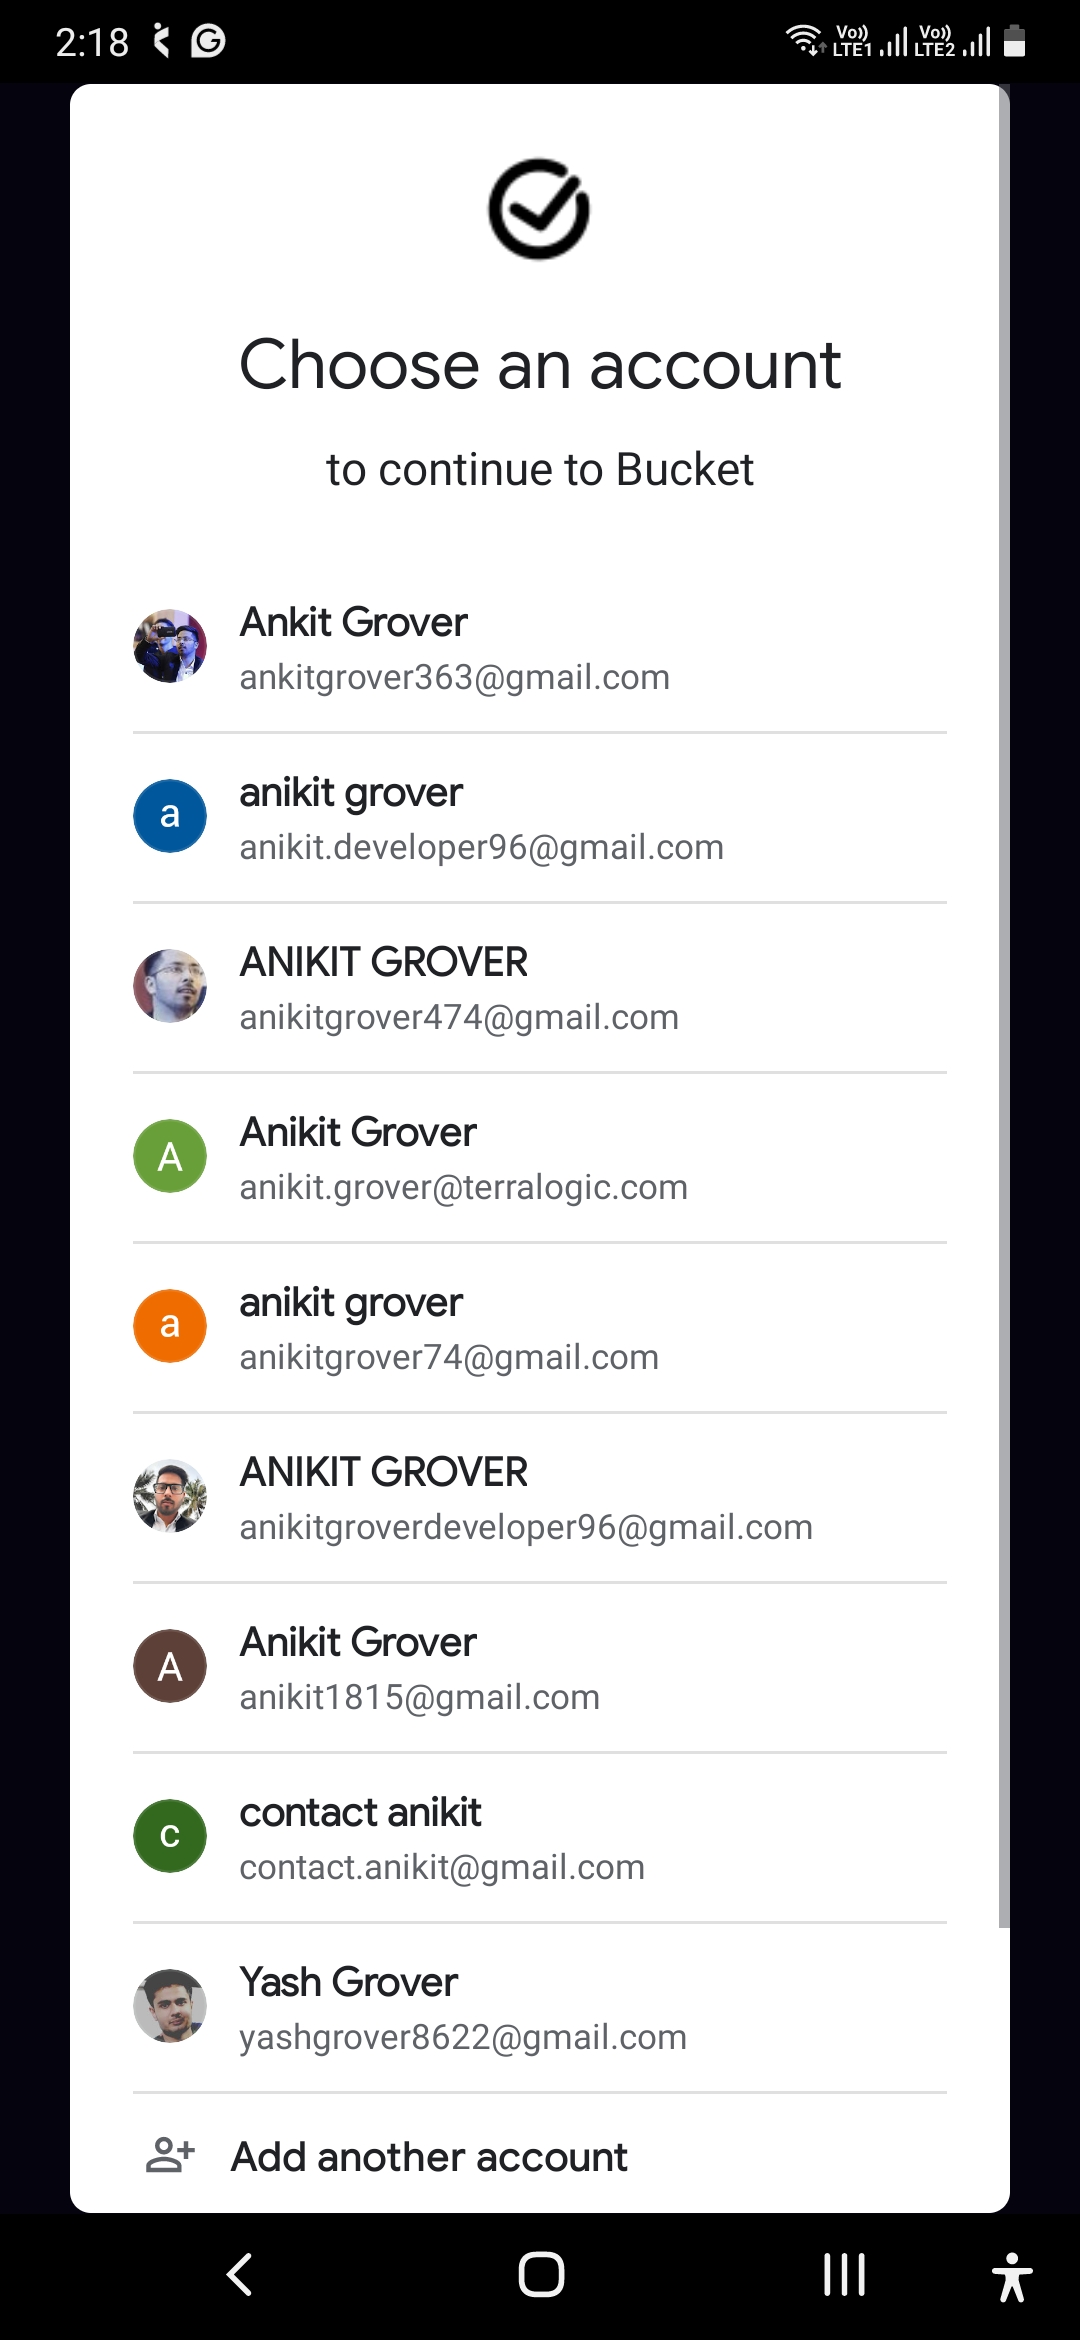 2:18
Vo)) LTE1 Vo)) LTE2
Choose an account
to continue to Bucket
Ankit Grover
ankitgrover363@gmail.com
a
anikit grover
anikit.developer96@gmail.com
ANIKIT GROVER
anikitgrover474@gmail.com
A
Anikit Grover
anikit.grover@terralogic.com
a
anikit grover
anikitgrover74@gmail.com
ANIKIT GROVER
anikitgroverdeveloper96@gmail.com
A
Anikit Grover
anikit1815@gmail.com
c
contact anikit
contact.anikit@gmail.com
Yash Grover
yashgrover8622@gmail.com
Add another account